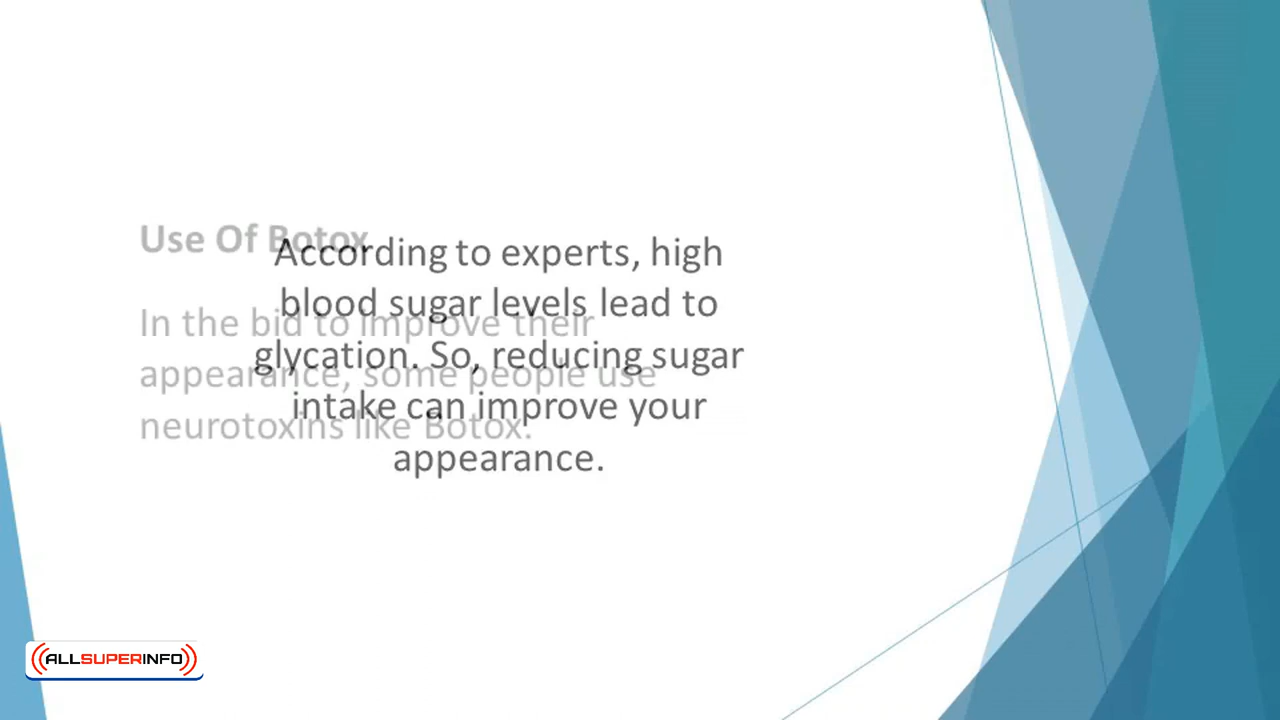 Use Of Botox
In the bid to improve their
appearance, some people use
neurotoxins like Botox.
According to experts, high
blood sugar levels lead to
glycation. So, reducing sugar
intake can improve your
appearance.
ALLSUPERINFO